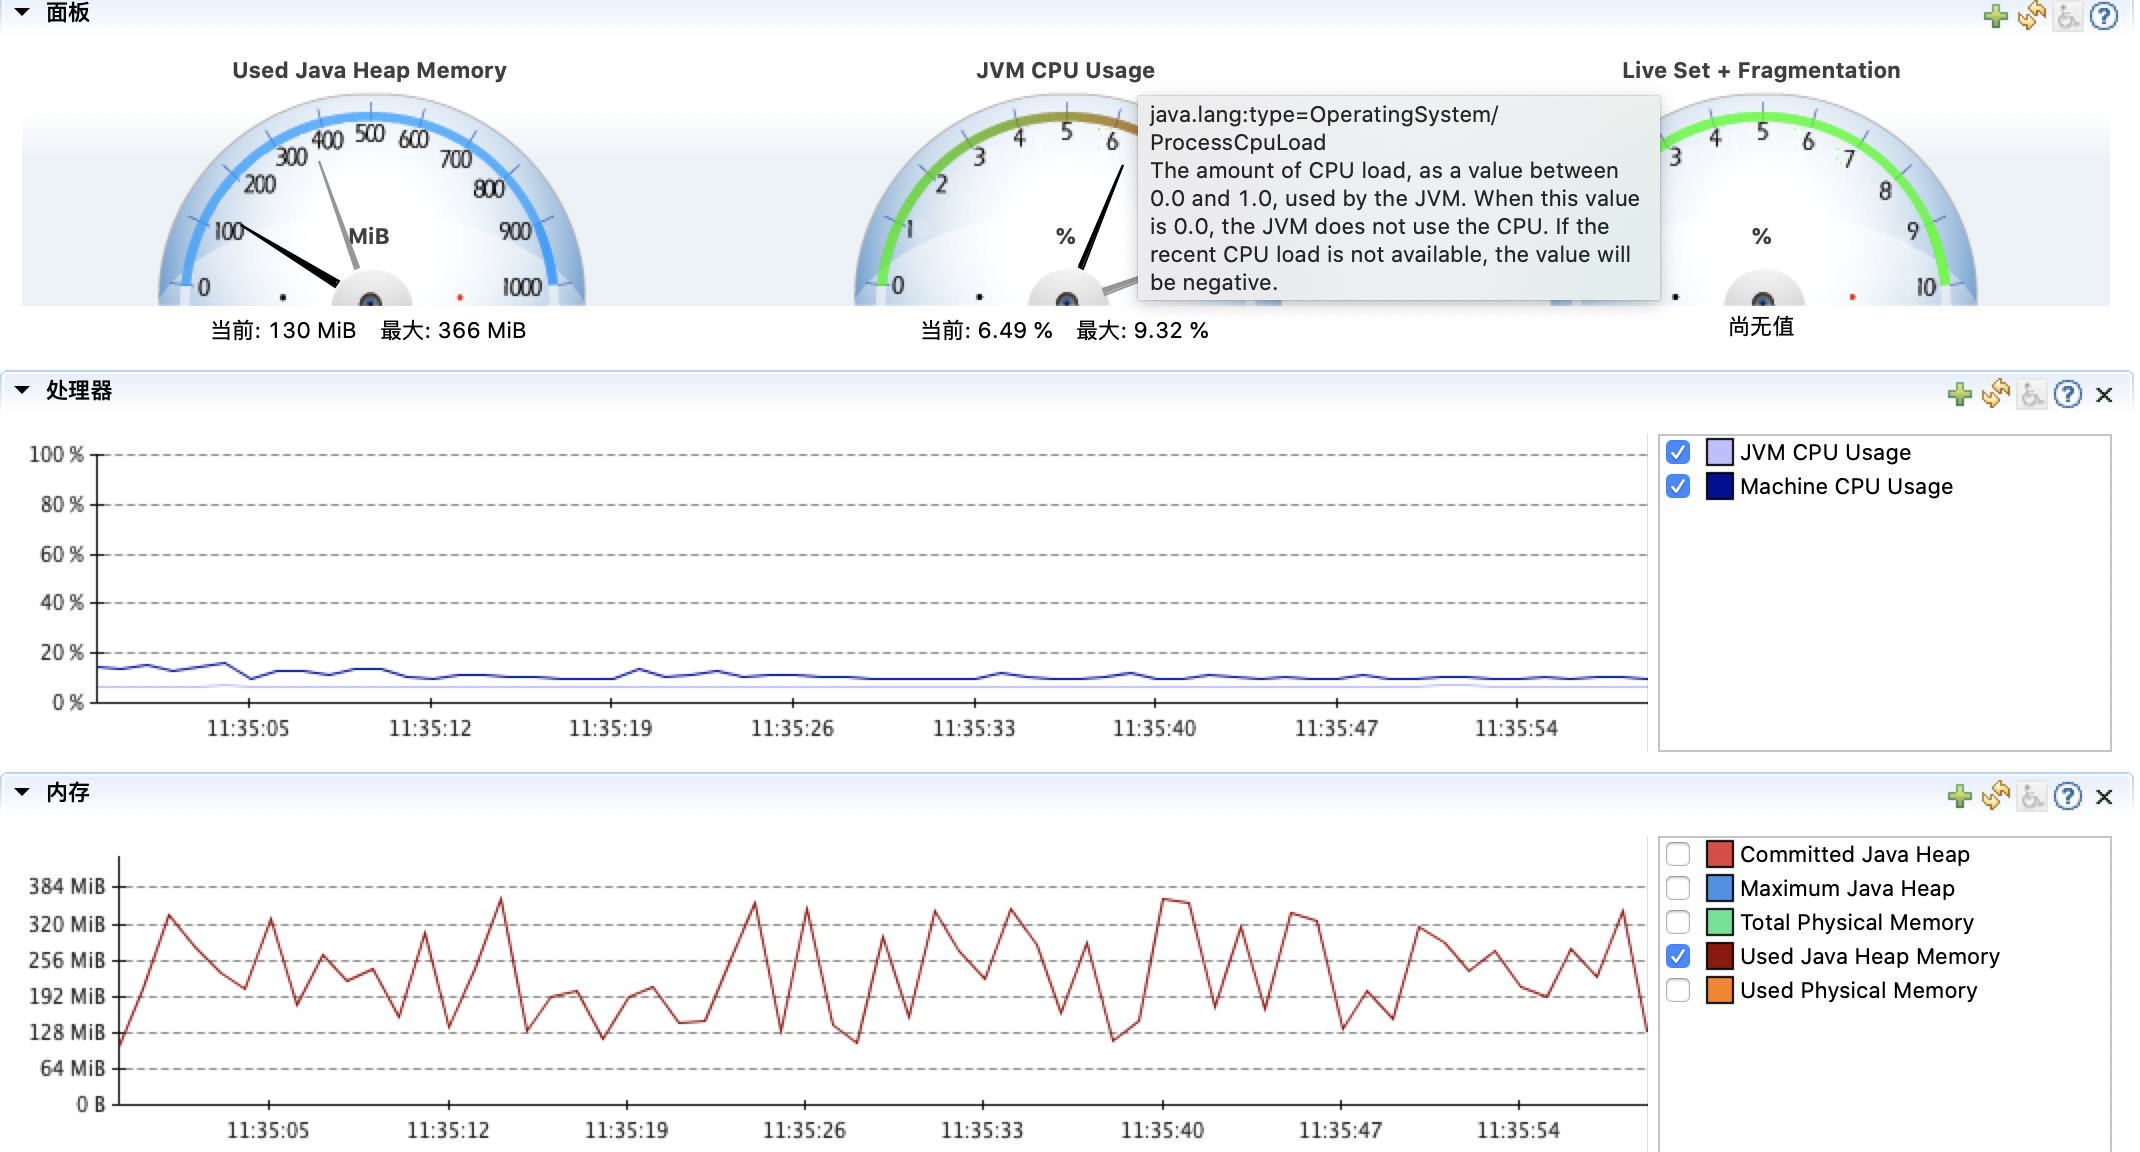 面板
Used Java Heap Memory
0 100 200 300 400 500 600 700 800 900 1000
MiB
当前: 130 MiB 最大: 366 MiB
JVM CPU Usage
0 1 2 3 4 5 6
%
当前: 6.49 % 最大: 9.32 %
java.lang:type=OperatingSystem/
ProcessCpuLoad
The amount of CPU load, as a value between
0.0 and 1.0, used by the JVM. When this value
is 0.0, the JVM does not use the CPU. If the
recent CPU load is not available, the value will
be negative.
Live Set + Fragmentation
3 4 5 6 7 8 9 10
%
尚无值
处理器
100 %
80 %
60 %
40 %
20 %
0 %
11:35:05 11:35:12 11:35:19 11:35:26 11:35:33 11:35:40 11:35:47 11:35:54
JVM CPU Usage
Machine CPU Usage
内存
384 MiB
320 MiB
256 MiB
192 MiB
128 MiB
64 MiB
0 B
11:35:05 11:35:12 11:35:19 11:35:26 11:35:33 11:35:40 11:35:47 11:35:54
Committed Java Heap
Maximum Java Heap
Total Physical Memory
Used Java Heap Memory
Used Physical Memory